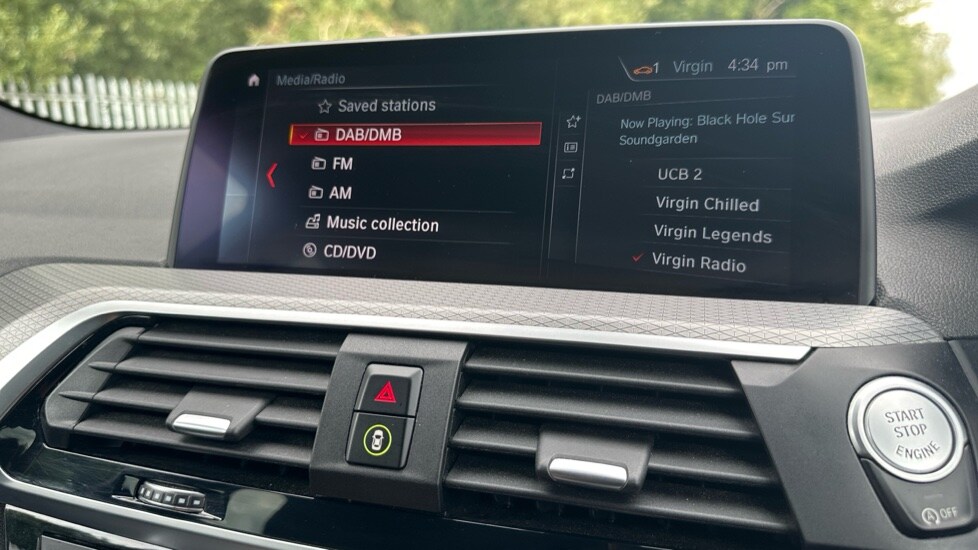 Media/Radio
1 Virgin 4:34 pm
Saved stations
DAB/DMB
FM
AM
Music collection
CD/DVD
DAB/DMB
Now Playing: Black Hole Sur
Soundgarden
UCB 2
Virgin Chilled
Virgin Legends
Virgin Radio
START
STOP
ENGINE
OFF